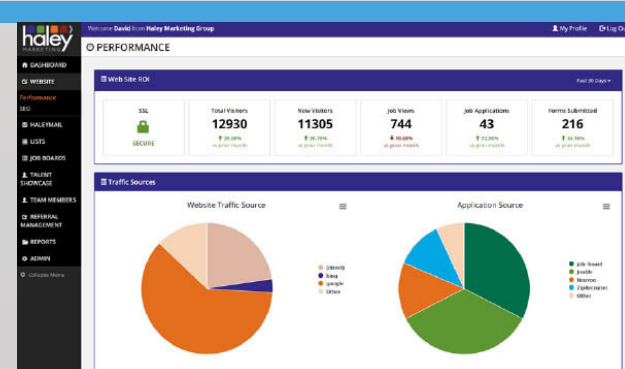 haley
MARKETING
Welcome David from Haley Marketing Group
My Profile
Log Out
PERFORMANCE
DASHBOARD
WEBSITE
Performance
SEO
HALEYMAIL
LISTS
JOB BOARDS
TALENT
SHOWCASE
TEAM MEMBERS
REFERRAL
MANAGEMENT
REPORTS
ADMIN
Collapse Menu
Web Site ROI
Past 30 Days
SSL
SECURE
Total Visitors
12930
vs prior month
New Visitors
11305
vs prior month
Job Views
744
vs prior month
Job Applications
43
vs prior month
Forms Submitted
216
vs prior month
Traffic Sources
Website Traffic Source
(direct)
bing
google
Other
Application Source
Job Board
Jooble
Neuvoo
ZipRecruiter
Other